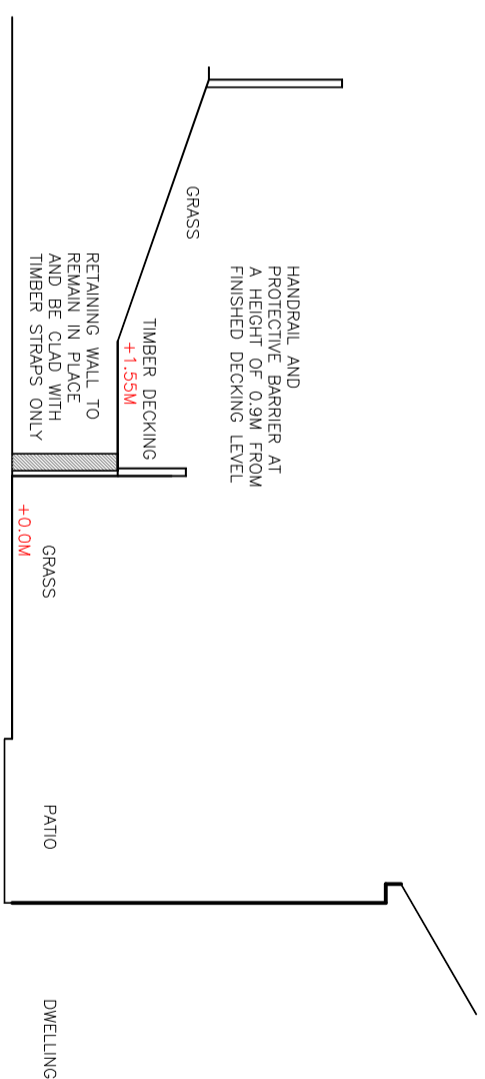 GRASS
HANDRAIL AND
PROTECTIVE BARRIER AT
A HEIGHT OF 0.9M FROM
FINISHED DECKING LEVEL
TIMBER DECKING
+1.55M
RETAINING WALL TO
REMAIN IN PLACE
AND BE CLAD WITH
TIMBER STRAPS ONLY
GRASS
+0.0M
PATIO
DWELLING